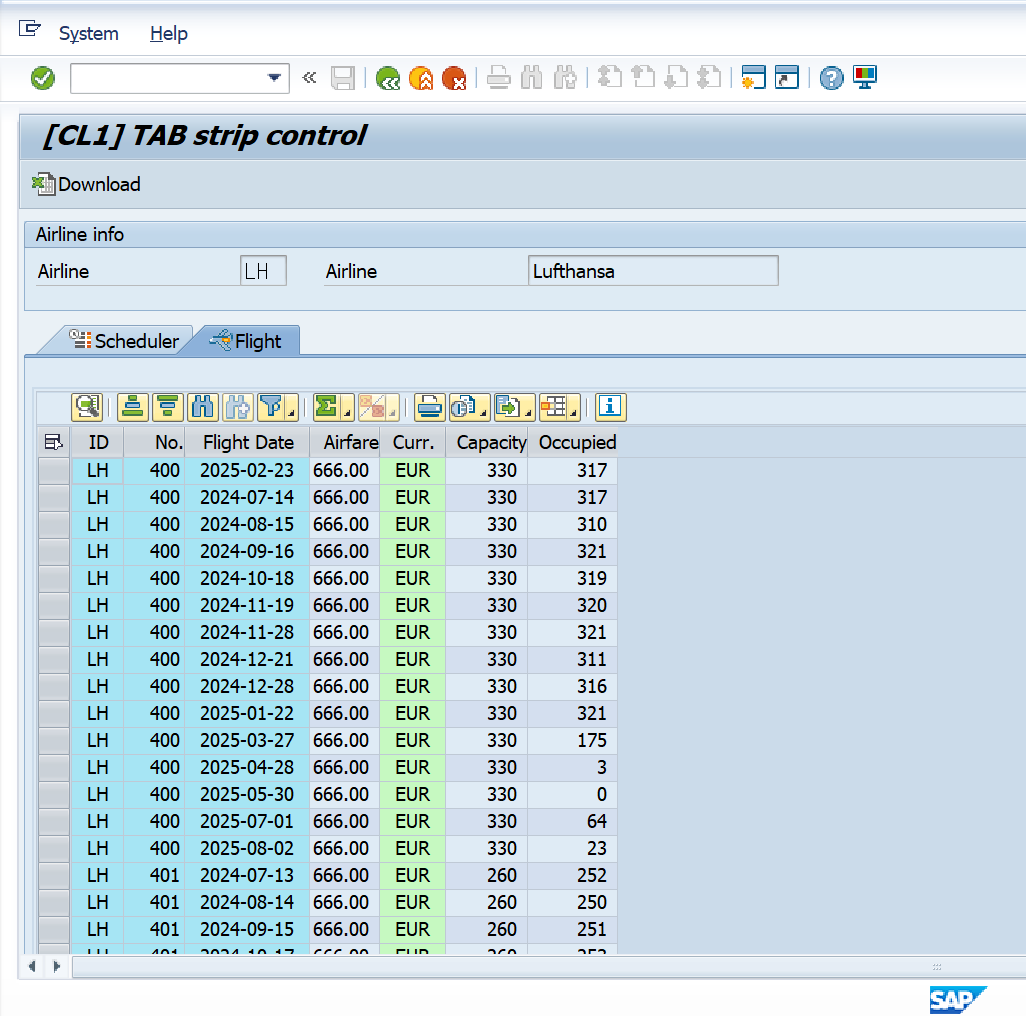 System Help
[CL1] TAB strip control
Download
Airline info
Airline LH Airline Lufthansa
Scheduler Flight
ID No. Flight Date Airfare Curr. Capacity Occupied
LH 400 2025-02-23 666.00 EUR 330 317
LH 400 2024-07-14 666.00 EUR 330 317
LH 400 2024-08-15 666.00 EUR 330 310
LH 400 2024-09-16 666.00 EUR 330 321
LH 400 2024-10-18 666.00 EUR 330 319
LH 400 2024-11-19 666.00 EUR 330 320
LH 400 2024-11-28 666.00 EUR 330 321
LH 400 2024-12-21 666.00 EUR 330 311
LH 400 2024-12-28 666.00 EUR 330 316
LH 400 2025-01-22 666.00 EUR 330 321
LH 400 2025-03-27 666.00 EUR 330 175
LH 400 2025-04-28 666.00 EUR 330 3
LH 400 2025-05-30 666.00 EUR 330 0
LH 400 2025-07-01 666.00 EUR 330 64
LH 400 2025-08-02 666.00 EUR 330 23
LH 401 2024-07-13 666.00 EUR 260 252
LH 401 2024-08-14 666.00 EUR 260 250
LH 401 2024-09-15 666.00 EUR 260 251
SAP